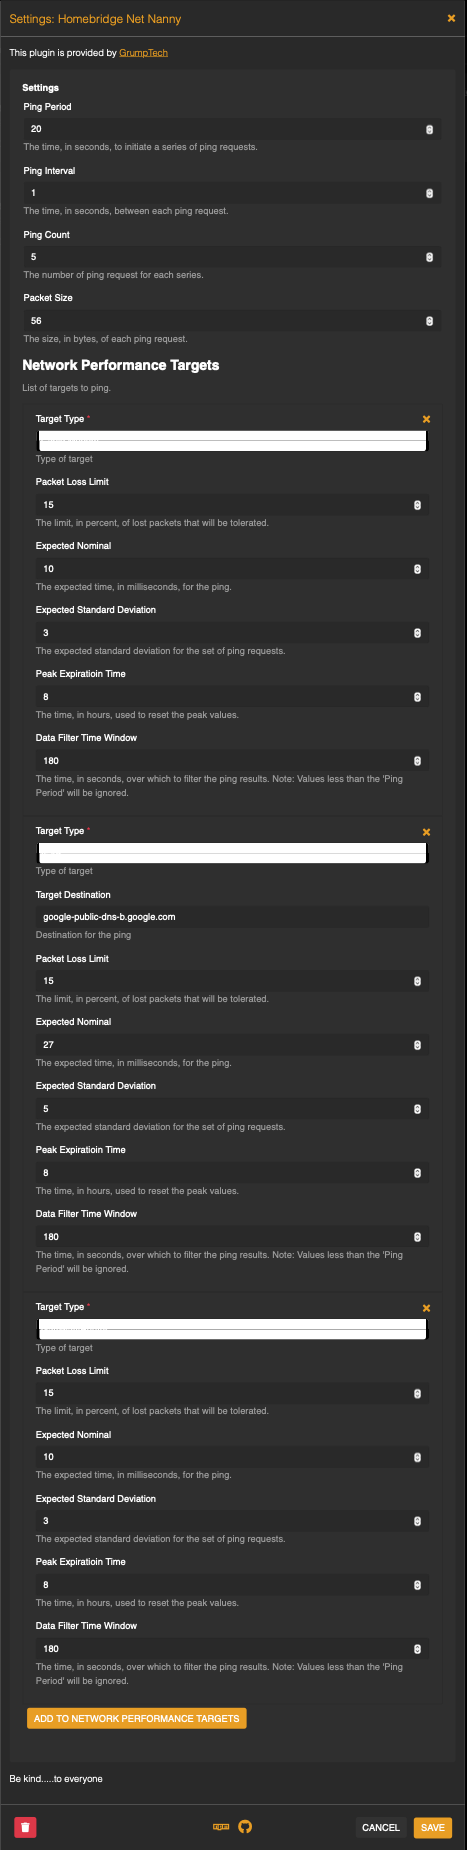 Settings: Homebridge Net Nanny
This plugin is provided by GrumpTech
Settings
Ping Period
20
The time, in seconds, to initiate a series of ping requests.
Ping Interval
1
The time, in seconds, between each ping request.
Ping Count
5
The number of ping request for each series.
Packet Size
56
The size, in bytes, of each ping request.
Network Performance Targets
List of targets to ping.
Target Type *
Type of target
Packet Loss Limit
15
The limit, in percent, of lost packets that will be tolerated.
Expected Nominal
10
The expected time, in milliseconds, for the ping.
Expected Standard Deviation
3
The expected standard deviation for the set of ping requests.
Peak Expiratioin Time
8
The time, in hours, used to reset the peak values.
Data Filter Time Window
180
The time, in seconds, over which to filter the ping results. Note: Values less than the 'Ping
Period' will be ignored.
Target Type *
Type of target
Target Destination
google-public-dns-b.google.com
Destination for the ping
Packet Loss Limit
15
The limit, in percent, of lost packets that will be tolerated.
Expected Nominal
27
The expected time, in milliseconds, for the ping.
Expected Standard Deviation
5
The expected standard deviation for the set of ping requests.
Peak Expiratioin Time
8
The time, in hours, used to reset the peak values.
Data Filter Time Window
180
The time, in seconds, over which to filter the ping results. Note: Values less than the 'Ping
Period' will be ignored.
Target Type *
Type of target
Packet Loss Limit
15
The limit, in percent, of lost packets that will be tolerated.
Expected Nominal
10
The expected time, in milliseconds, for the ping.
Expected Standard Deviation
3
The expected standard deviation for the set of ping requests.
Peak Expiratioin Time
8
The time, in hours, used to reset the peak values.
Data Filter Time Window
180
The time, in seconds, over which to filter the ping results. Note: Values less than the 'Ping
Period' will be ignored.
ADD TO NETWORK PERFORMANCE TARGETS
Be kind.....to everyone
npm
CANCEL
SAVE